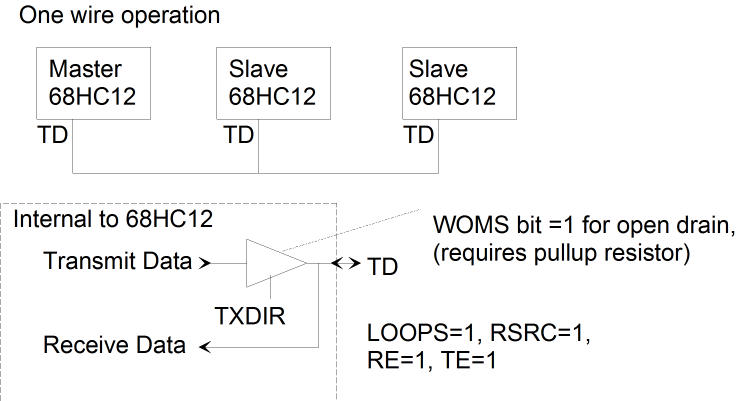 One wire operation
Master
68HC12
Slave
68HC12
Slave
68HC12
TD
TD
TD
Internal to 68HC12
Transmit Data
TXDIR
Receive Data
TD
WOMS bit =1 for open drain,
(requires pullup resistor)
LOOPS=1, RSRC=1,
RE=1, TE=1